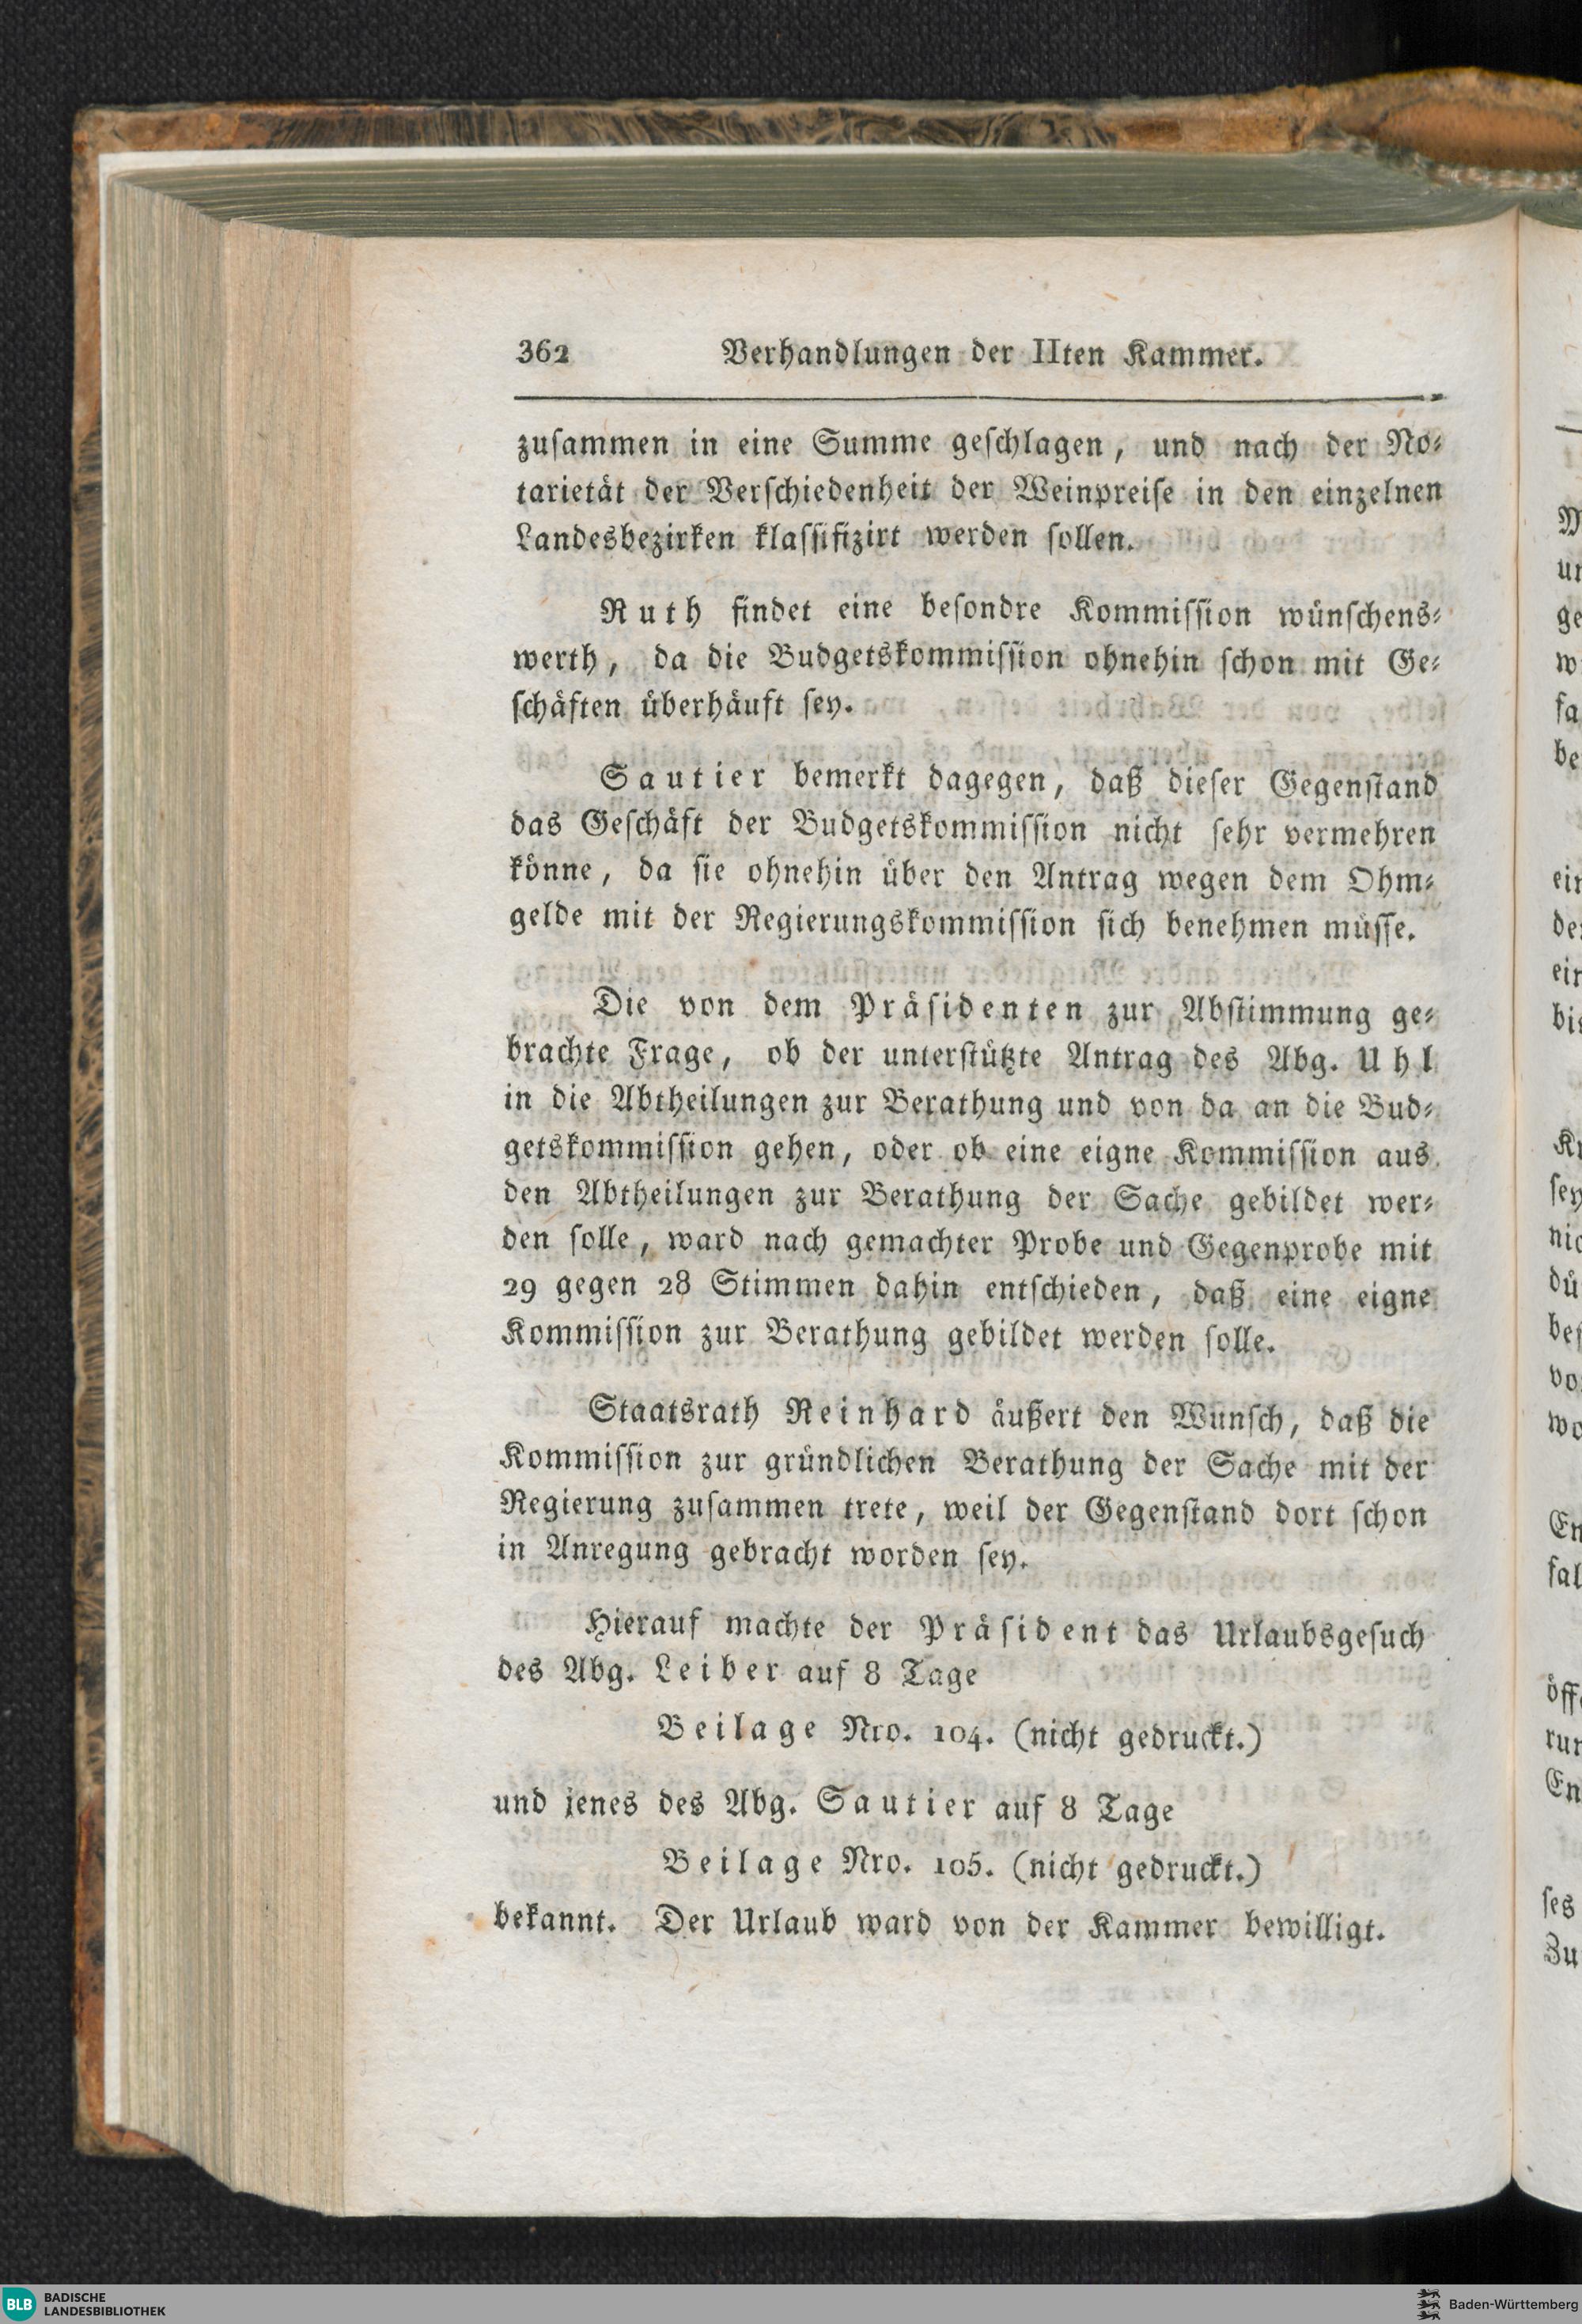 362 Verhandlungen der IIten Kammer.
zusammen in eine Summe geschlagen, und nach der No-
tarietät der Verschiedenheit der Weinpreise in den einzelnen
Landesbezirken klassifizirt werden sollen.
Ruth findet eine besondre Kommission wünschens-
werth, da die Budgetskommission ohnehin schon mit Ge-
schäften überhäuft sey.
Sautier bemerkt dagegen, daß dieser Gegenstand
das Geschäft der Budgetskommission nicht sehr vermehren
könne, da sie ohnehin über den Antrag wegen dem Ohm-
gelde mit der Regierungskommission sich benehmen müsse.
Die von dem Präsidenten zur Abstimmung ge-
brachte Frage, ob der unterstützte Antrag des Abg. Uhl
in die Abtheilungen zur Berathung und von da an die Bud-
getskommission gehen, oder ob eine eigne Kommission aus
den Abtheilungen zur Berathung der Sache gebildet wer-
den solle, ward nach gemachter Probe und Gegenprobe mit
29 gegen 28 Stimmen dahin entschieden, daß eine eigne
Kommission zur Berathung gebildet werden solle.
Staatsrath Reinhard äußert den Wunsch, daß die
Kommission zur gründlichen Berathung der Sache mit der
Regierung zusammen trete, weil der Gegenstand dort schon
in Anregung gebracht worden sey.
Hierauf machte der Präsident das Urlaubsgesuch
des Abg. Leiber auf 8 Tage
Beilage Nro. 104. (nicht gedruckt.)
und jenes des Abg. Sautier auf 8 Tage
Beilage Nro. 105. (nicht gedruckt.)
bekannt. Der Urlaub ward von der Kammer bewilligt.
BLB BADISCHE
LANDESBIBLIOTHEK
Baden-Württemberg